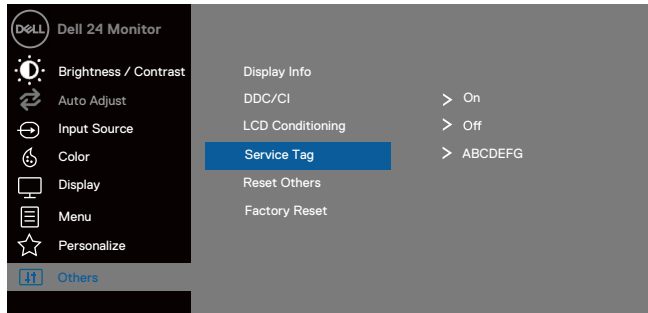 DELL Dell 24 Monitor
Brightness / Contrast Display Info
Auto Adjust DDC/CI > On
Input Source LCD Conditioning > Off
Color Service Tag > ABCDEFG
Display Reset Others
Menu Factory Reset
Personalize
Others